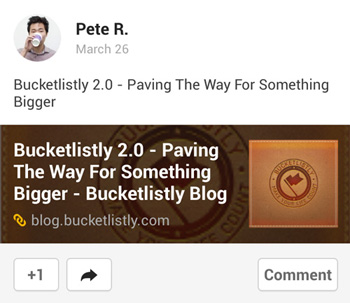 Pete R.
March 26
Bucketlistly 2.0 - Paving The Way For Something
Bigger
Bucketlistly 2.0 - Paving
The Way For Something
Bigger - Bucketlistly Blog
blog.bucketlistly.com
BUCKETLISTLY
+1
Comment